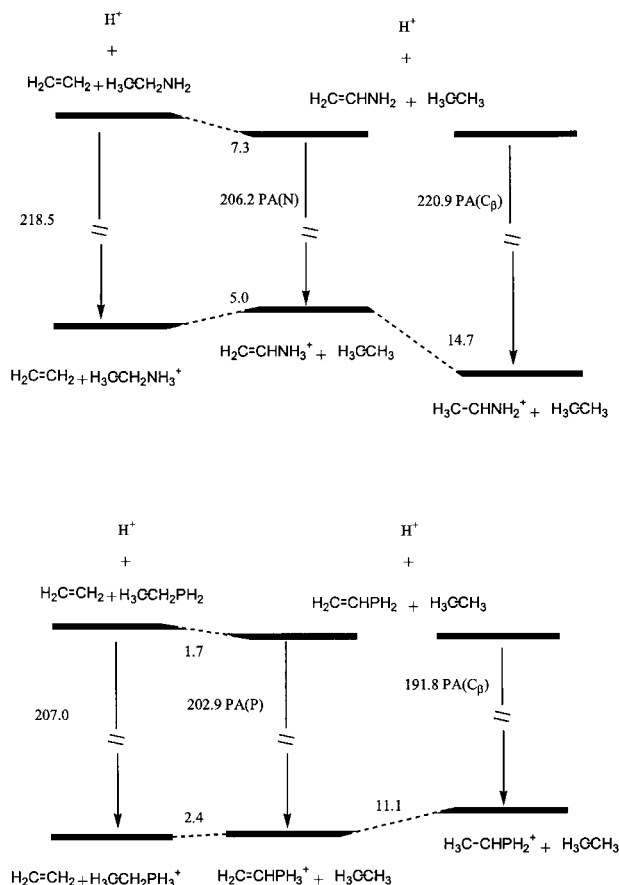 H⁺ H⁺
+ +
H₂C=CH₂ + H₃CCH₂NH₂ H₂C=CHNH₂ + H₃CCH₃
7.3
218.5 206.2 PA(N) 220.9 PA(Cβ)
5.0
14.7
H₂C=CHNH₃⁺ + H₃CCH₃
H₂C=CH₂ + H₃CCH₂NH₃⁺
H₃C-CHNH₂⁺ + H₃CCH₃
H⁺ H⁺
+ +
H₂C=CH₂ + H₃CCH₂PH₂ H₂C=CHPH₂ + H₃CCH₃
1.7
207.0 202.9 PA(P) 191.8 PA(Cβ)
2.4 11.1
H₃C-CHPH₂⁺ + H₃CCH₃
H₂C=CH₂ + H₃CCH₂PH₃⁺ H₂C=CHPH₃⁺ + H₃CCH₃